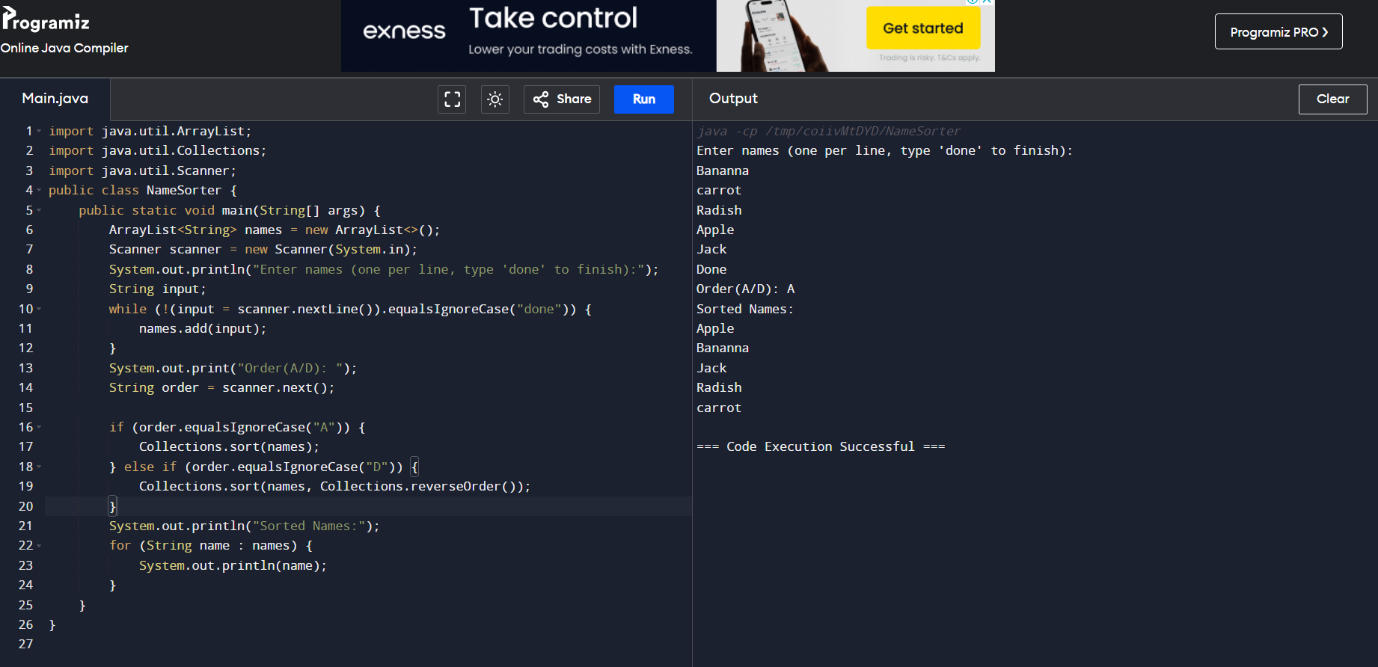 Programiz
Online Java Compiler
exness
Take control
Lower your trading costs with Exness.
Get started
Trading is risky. T&Cs apply.
Programiz PRO ›
Main.java
Share
Run
Output
Clear
1 import java.util.ArrayList;
2 import java.util.Collections;
3 import java.util.Scanner;
4 public class NameSorter {
5     public static void main(String[] args) {
6         ArrayList<String> names = new ArrayList<>();
7         Scanner scanner = new Scanner(System.in);
8         System.out.println("Enter names (one per line, type 'done' to finish):");
9         String input;
10         while (!(input = scanner.nextLine()).equalsIgnoreCase("done")) {
11             names.add(input);
12         }
13         System.out.print("Order(A/D): ");
14         String order = scanner.next();
15
16         if (order.equalsIgnoreCase("A")) {
17             Collections.sort(names);
18         } else if (order.equalsIgnoreCase("D")) {
19             Collections.sort(names, Collections.reverseOrder());
20         }
21         System.out.println("Sorted Names:");
22         for (String name : names) {
23             System.out.println(name);
24         }
25     }
26 }
27
java -cp /tmp/coiivMtDYD/NameSorter
Enter names (one per line, type 'done' to finish):
Bananna
carrot
Radish
Apple
Jack
Done
Order(A/D): A
Sorted Names:
Apple
Bananna
Jack
Radish
carrot
=== Code Execution Successful ===